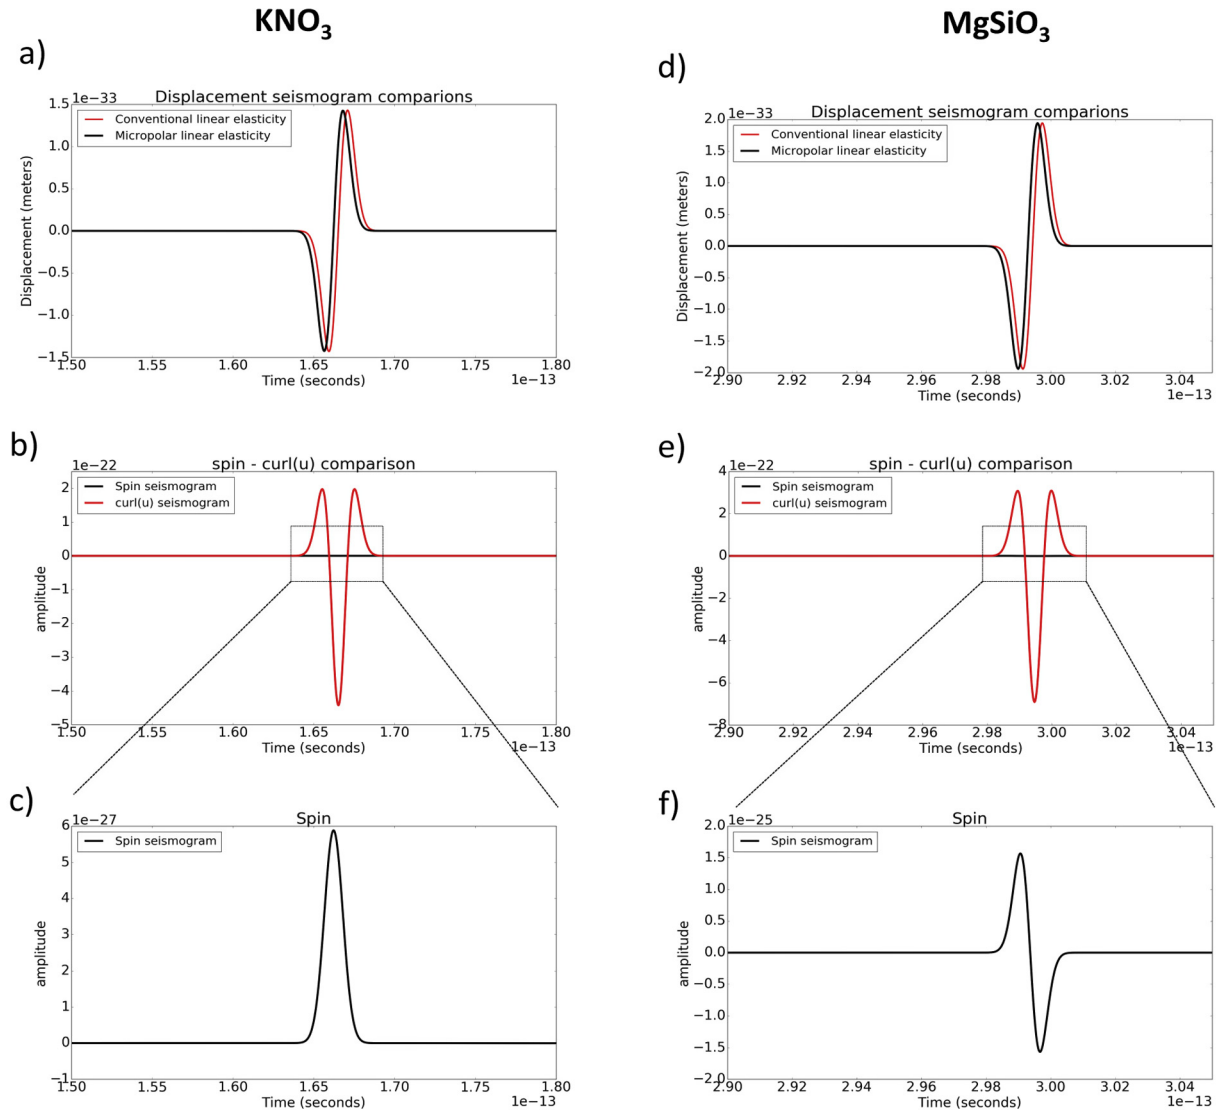 KNO3
MgSiO3
a)
1e−33
Displacement seismogram comparions
Conventional linear elasticity
Micropolar linear elasticity
Displacement (meters)
1.5
1.0
0.5
0.0
−0.5
−1.0
−1.5
1.50 1.55 1.60 1.65 1.70 1.75 1.80
Time (seconds)
1e−13
d)
1e−33
Displacement seismogram comparions
Conventional linear elasticity
Micropolar linear elasticity
Displacement (meters)
2.0
1.5
1.0
0.5
0.0
−0.5
−1.0
−1.5
−2.0
2.90 2.92 2.94 2.96 2.98 3.00 3.02 3.04
Time (seconds)
1e−13
b)
1e−22
spin - curl(u) comparison
Spin seismogram
curl(u) seismogram
amplitude
2
1
0
−1
−2
−3
−4
−5
1.50 1.55 1.60 1.65 1.70 1.75 1.80
Time (seconds)
1e−13
e)
1e−22
spin - curl(u) comparison
Spin seismogram
curl(u) seismogram
amplitude
4
2
0
−2
−4
−6
−8
2.90 2.92 2.94 2.96 2.98 3.00 3.02 3.04
Time (seconds)
1e−13
c)
1e−27
Spin
Spin seismogram
amplitude
6
5
4
3
2
1
0
−1
1.50 1.55 1.60 1.65 1.70 1.75 1.80
Time (seconds)
1e−13
f)
1e−25
Spin
Spin seismogram
amplitude
2.0
1.5
1.0
0.5
0.0
−0.5
−1.0
−1.5
−2.0
2.90 2.92 2.94 2.96 2.98 3.00 3.02 3.04
Time (seconds)
1e−13